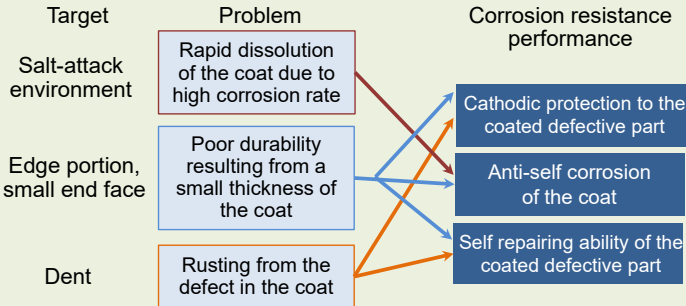 Target
Problem
Corrosion resistance
performance
Salt-attack
environment
Rapid dissolution
of the coat due to
high corrosion rate
Cathodic protection to the
coated defective part
Edge portion,
small end face
Poor durability
resulting from a
small thickness of
the coat
Anti-self corrosion
of the coat
Dent
Rusting from the
defect in the coat
Self repairing ability of the
coated defective part